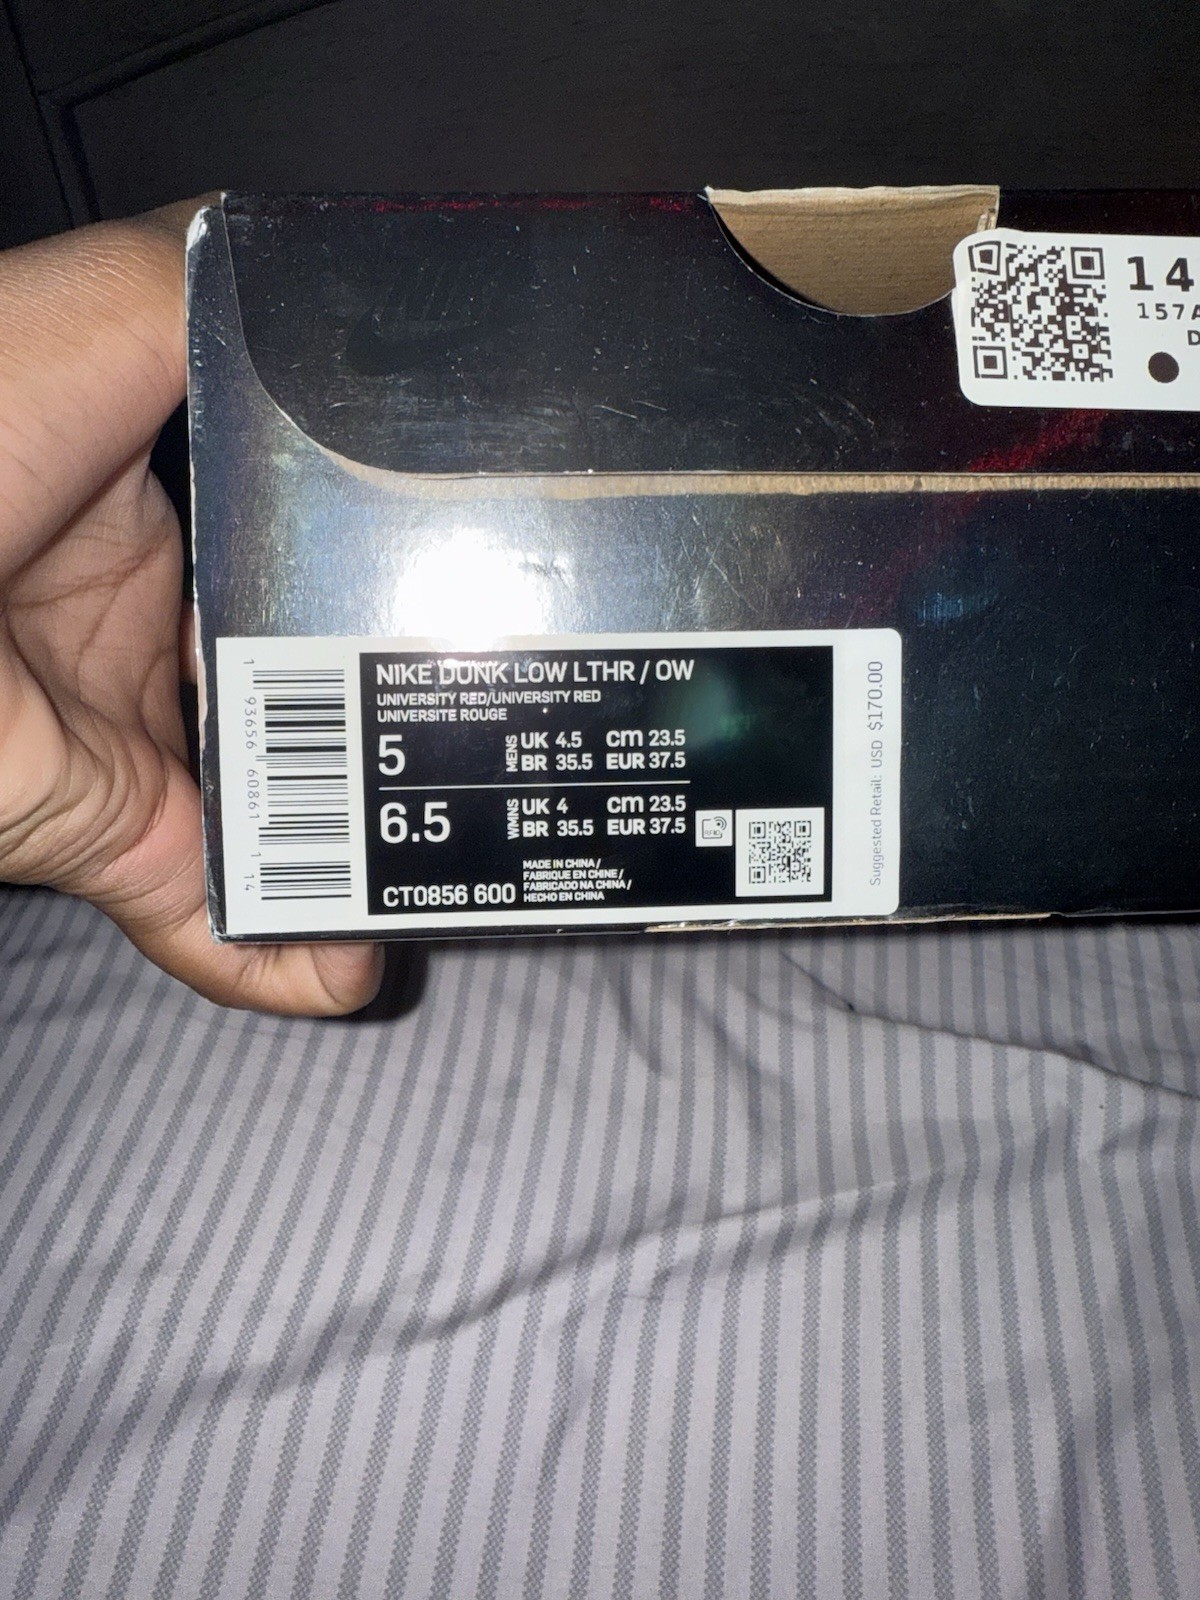 14
157A
D
NIKE DUNK LOW LTHR / OW
UNIVERSITY RED/UNIVERSITY RED
UNIVERSITE ROUGE
5 MENS UK 4.5 cm 23.5
BR 35.5 EUR 37.5
6.5 WMNS UK 4 cm 23.5
BR 35.5 EUR 37.5
MADE IN CHINA /
FABRIQUE EN CHINE /
FABRICADO NA CHINA /
HECHO EN CHINA
CT0856 600
1 93656 60861 1 14
Suggested Retail: USD $170.00